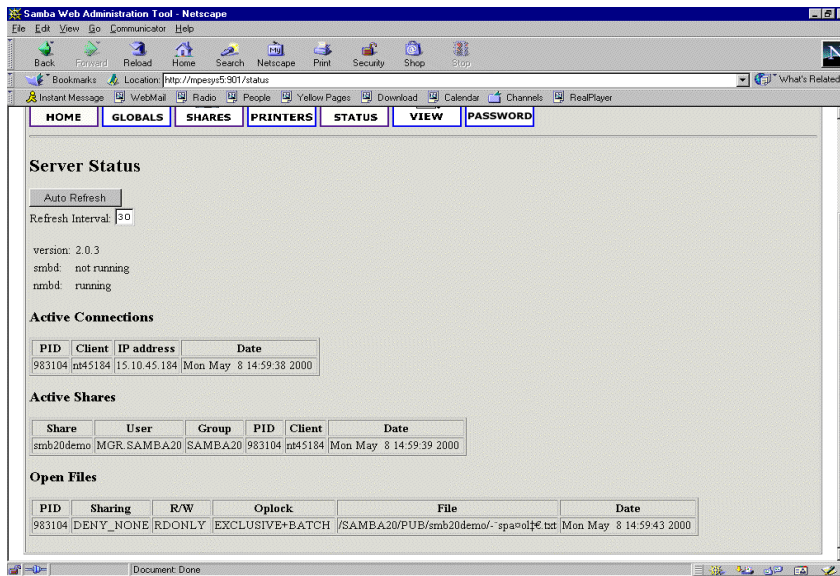 Samba Web Administration Tool - Netscape
File Edit View Go Communicator Help
Back Forward Reload Home Search Netscape Print Security Shop Stop
Bookmarks Location: http://mpesys5:901/status What's Related
Instant Message WebMail Radio People Yellow Pages Download Calendar Channels RealPlayer
HOME GLOBALS SHARES PRINTERS STATUS VIEW PASSWORD
Server Status
Auto Refresh
Refresh Interval: 30
version: 2.0.3
smbd: not running
nmbd: running
Active Connections
PID Client IP address Date
983104 nt45184 15.10.45.184 Mon May 8 14:59:38 2000
Active Shares
Share User Group PID Client Date
smb20demo MGR.SAMBA20 SAMBA20 983104 nt45184 Mon May 8 14:59:39 2000
Open Files
PID Sharing R/W Oplock File Date
983104 DENY_NONE RDONLY EXCLUSIVE+BATCH /SAMBA20/PUB/smb20demo/-¨spa¤ol‡€.txt Mon May 8 14:59:43 2000
Document: Done